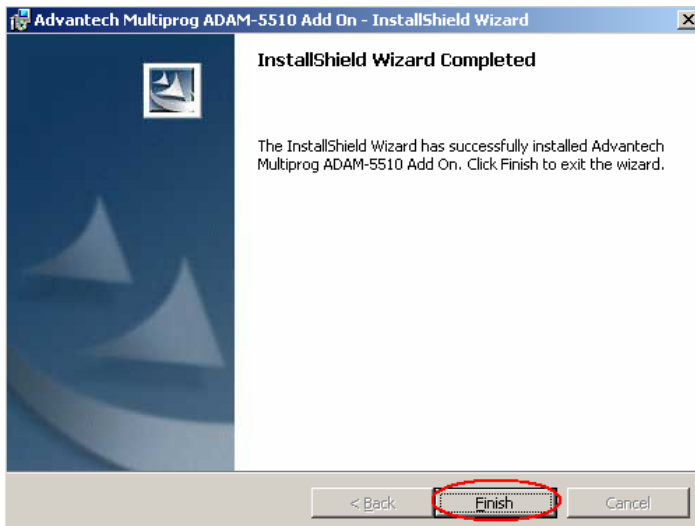 Advantech Multiprog ADAM-5510 Add On - InstallShield Wizard
InstallShield Wizard Completed
The InstallShield Wizard has successfully installed Advantech
Multiprog ADAM-5510 Add On. Click Finish to exit the wizard.
< Back Finish Cancel